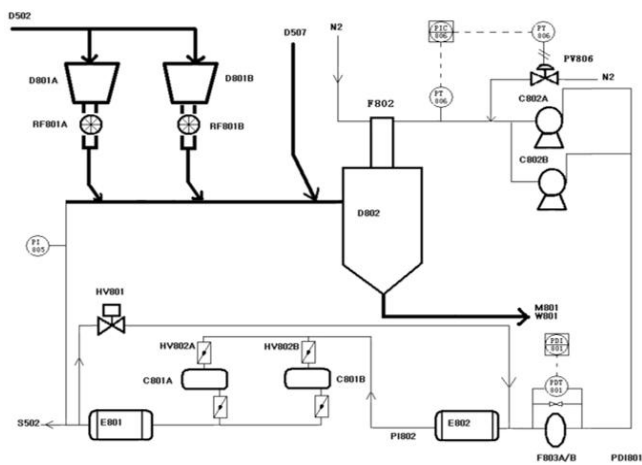 D502
D507
N2
PIC
806
PY
806
PV806
N2
D801A
D801B
PT
806
F802
C802A
RF801A
RF801B
C802B
D802
PI
805
HV801
M801
W801
HV802A
HV802B
PDI
801
C801A
C801B
PDT
801
S502
E801
PI802
E802
F803A/B
PDI801